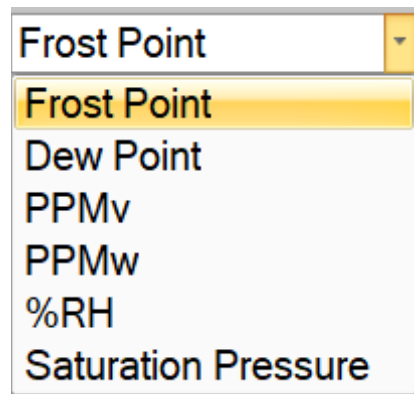 Frost Point
Frost Point
Dew Point
PPMv
PPMw
%RH
Saturation Pressure